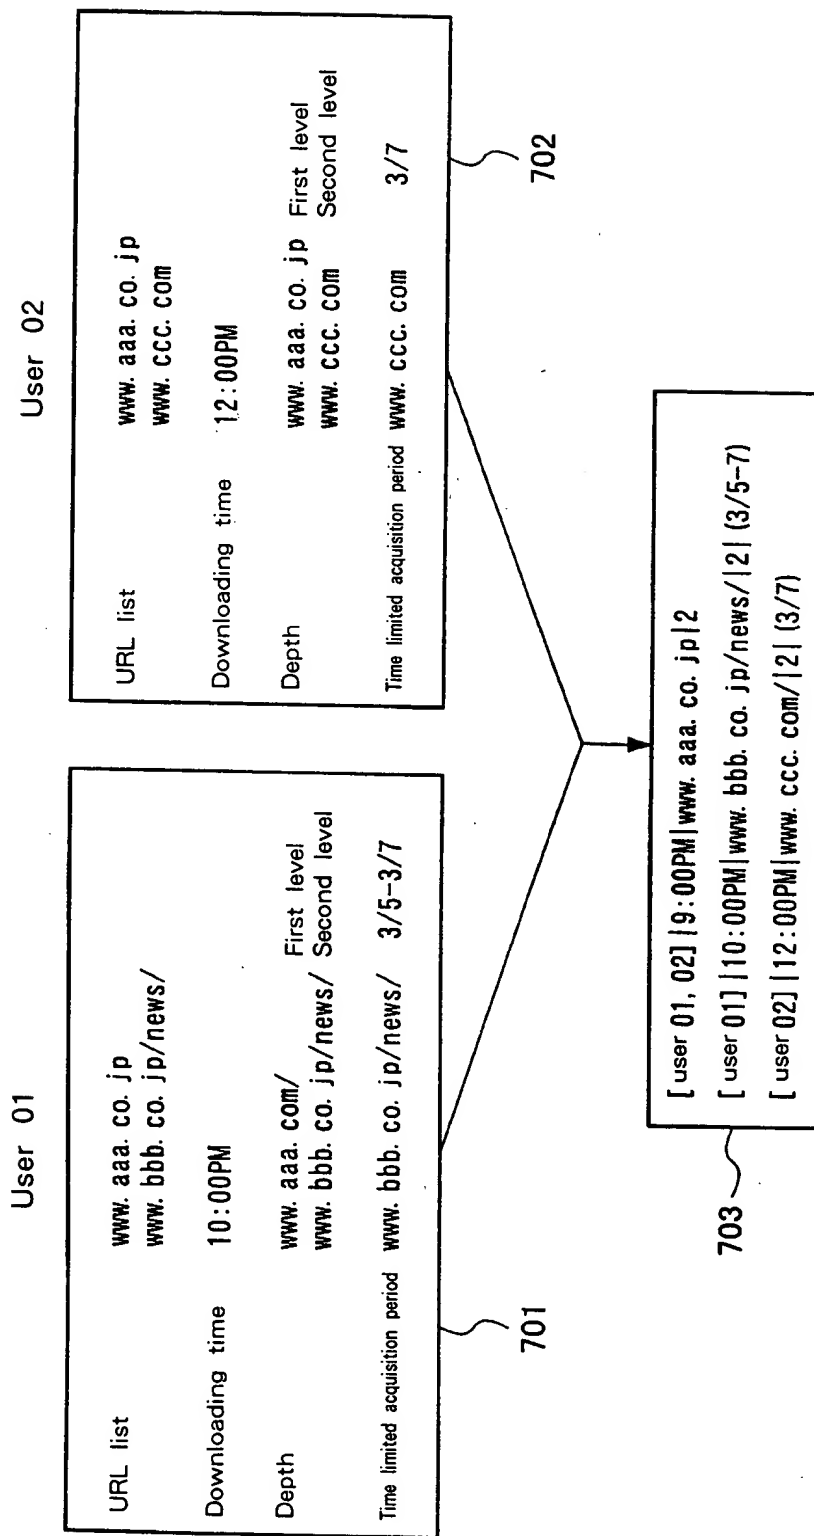 User 01
URL list www. aaa. co. jp
www. bbb. co. jp/news/
Downloading time 10:00PM
Depth www. aaa. com/ First level
www. bbb. co. jp/news/ Second level
Time limited acquisition period www. bbb. co. jp/news/ 3/5-3/7
701
User 02
URL list www. aaa. co. jp
www. ccc. com
Downloading time 12:00PM
Depth www. aaa. co. jp First level
www. ccc. com Second level
Time limited acquisition period www. ccc. com 3/7
702
[user 01, 02] |9:00PM|www. aaa. co. jp|2
[user 01] |10:00PM|www. bbb. co. jp/news/|2| (3/5-7)
[user 02] |12:00PM|www. ccc. com/|2| (3/7)
703